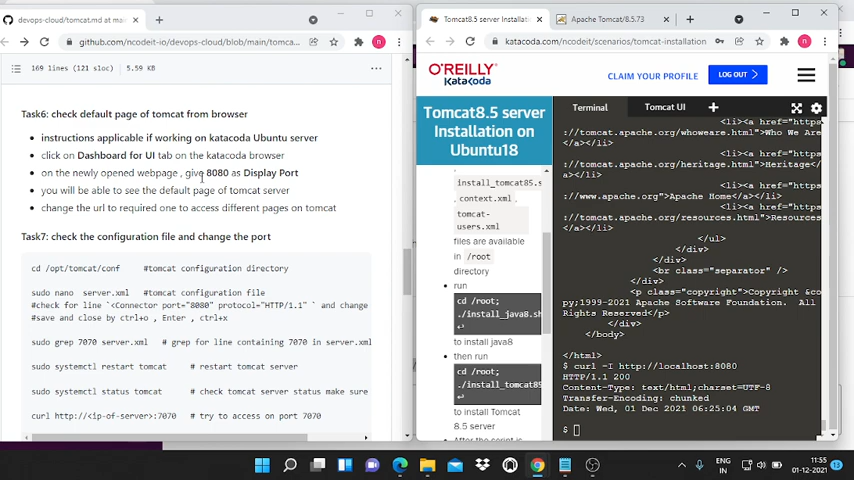 devops-cloud/tomcat.md at mai
github.com/ncodeit-io/devops-cloud/blob/main/tomca...
n
169 lines (121 sloc)
5.59 KB
Task6: check default page of tomcat from browser
instructions applicable if working on katacoda Ubuntu server
click on Dashboard for UI tab on the katacoda browser
on the newly opened webpage , give 8080 as Display Port
you will be able to see the default page of tomcat server
change the url to required one to access different pages on tomcat
Task7: check the configuration file and change the port
cd /opt/tomcat/conf #tomcat configuration directory
sudo nano server.xml #tomcat configuration file
#check for line `<Connector port="8080" protocol="HTTP/1.1" ` and change
#save and close by ctrl+o , Enter , ctrl+x
sudo grep 7070 server.xml # grep for line containing 7070 in server.xml
sudo systemctl restart tomcat # restart tomcat server
sudo systemctl status tomcat # check tomcat server status make sure
curl http://<ip-of-server>:7070 # try to access on port 7070
Tomcat8.5 server Installation
Apache Tomcat/8.5.73
katacoda.com/ncodeit/scenarios/tomcat-installation
n
O'REILLY
Katacoda
CLAIM YOUR PROFILE
LOG OUT
Tomcat8.5 server
Installation on
Ubuntu18
install_tomcat85.s
, context.xml ,
tomcat-
users.xml
files are available
in /root
directory
run
cd /root;
./install_java8.sh
to install java8
then run
cd /root;
./install_tomcat85
to install Tomcat
8.5 server
After the script is
Terminal
Tomcat UI
<li><a href="https
://tomcat.apache.org/whoweare.html">Who We Are
</a></li>
<li><a href="https
://tomcat.apache.org/heritage.html">Heritage</
a></li>
<li><a href="https
://www.apache.org">Apache Home</a></li>
<li><a href="https
://tomcat.apache.org/resources.html">Resources
</a></li>
</ul>
</div>
</div>
<br class="separator" />
</div>
<p class="copyright">Copyright &co
py;1999-2021 Apache Software Foundation. All
Rights Reserved</p>
</div>
</body>
</html>
$ curl -I http://localhost:8080
HTTP/1.1 200
Content-Type: text/html;charset=UTF-8
Transfer-Encoding: chunked
Date: Wed, 01 Dec 2021 06:25:04 GMT
$
ENG
IN
11:55
01-12-2021
13